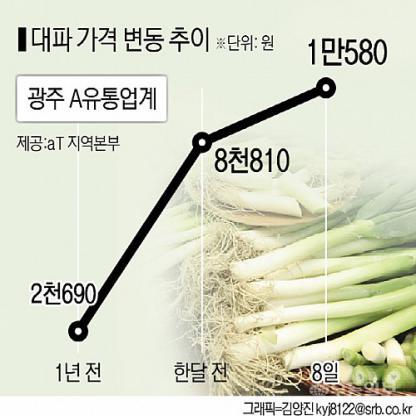 대파 가격 변동 추이 ※단위: 원
광주 A유통업계
제공:aT 지역본부
1만580
8천810
2천690
1년 전 한달 전 8일
그래픽=김양진 kyj8122@srb.co.kr